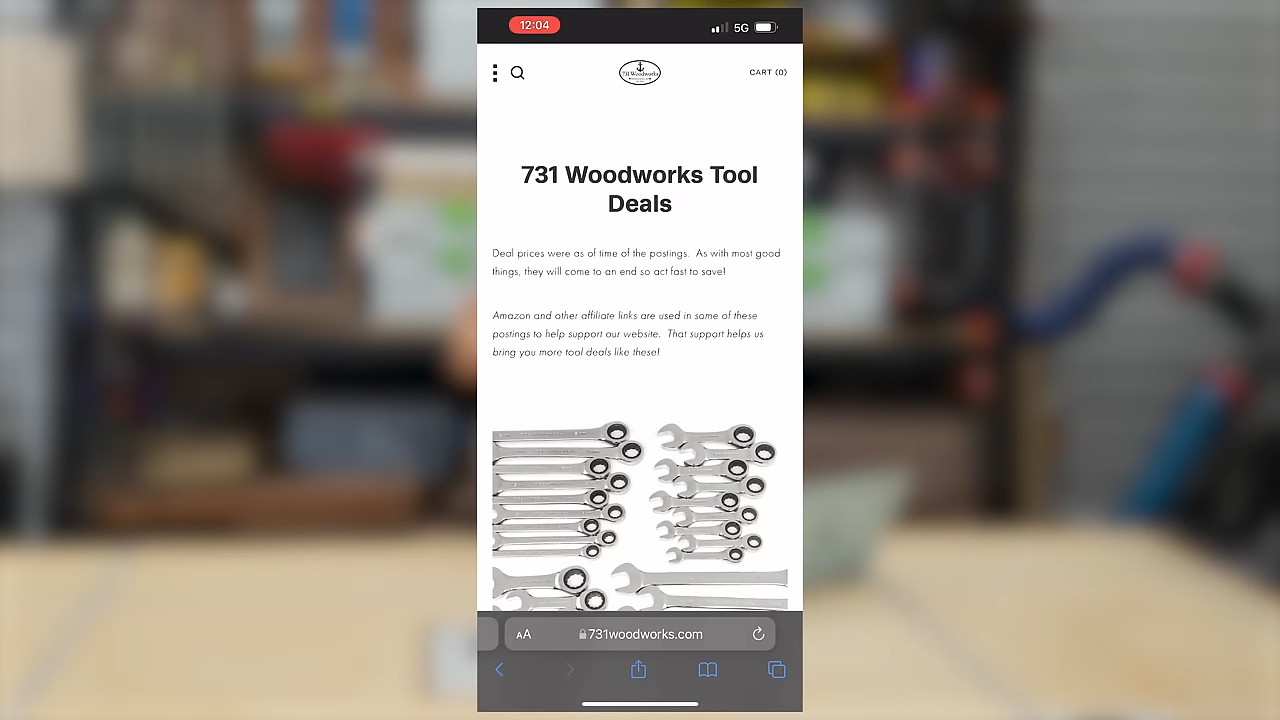 12:04
5G
731 Woodworks
CART (0)
731 Woodworks Tool
Deals
Deal prices were as of time of the postings. As with most good
things, they will come to an end so act fast to save!
Amazon and other affiliate links are used in some of these
postings to help support our website. That support helps us
bring you more tool deals like these!
AA
731woodworks.com